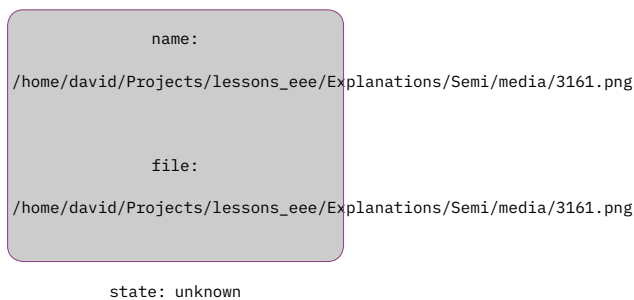 name:
/home/david/Projects/lessons_eee/Explanations/Semi/media/3161.png
file:
/home/david/Projects/lessons_eee/Explanations/Semi/media/3161.png
state: unknown